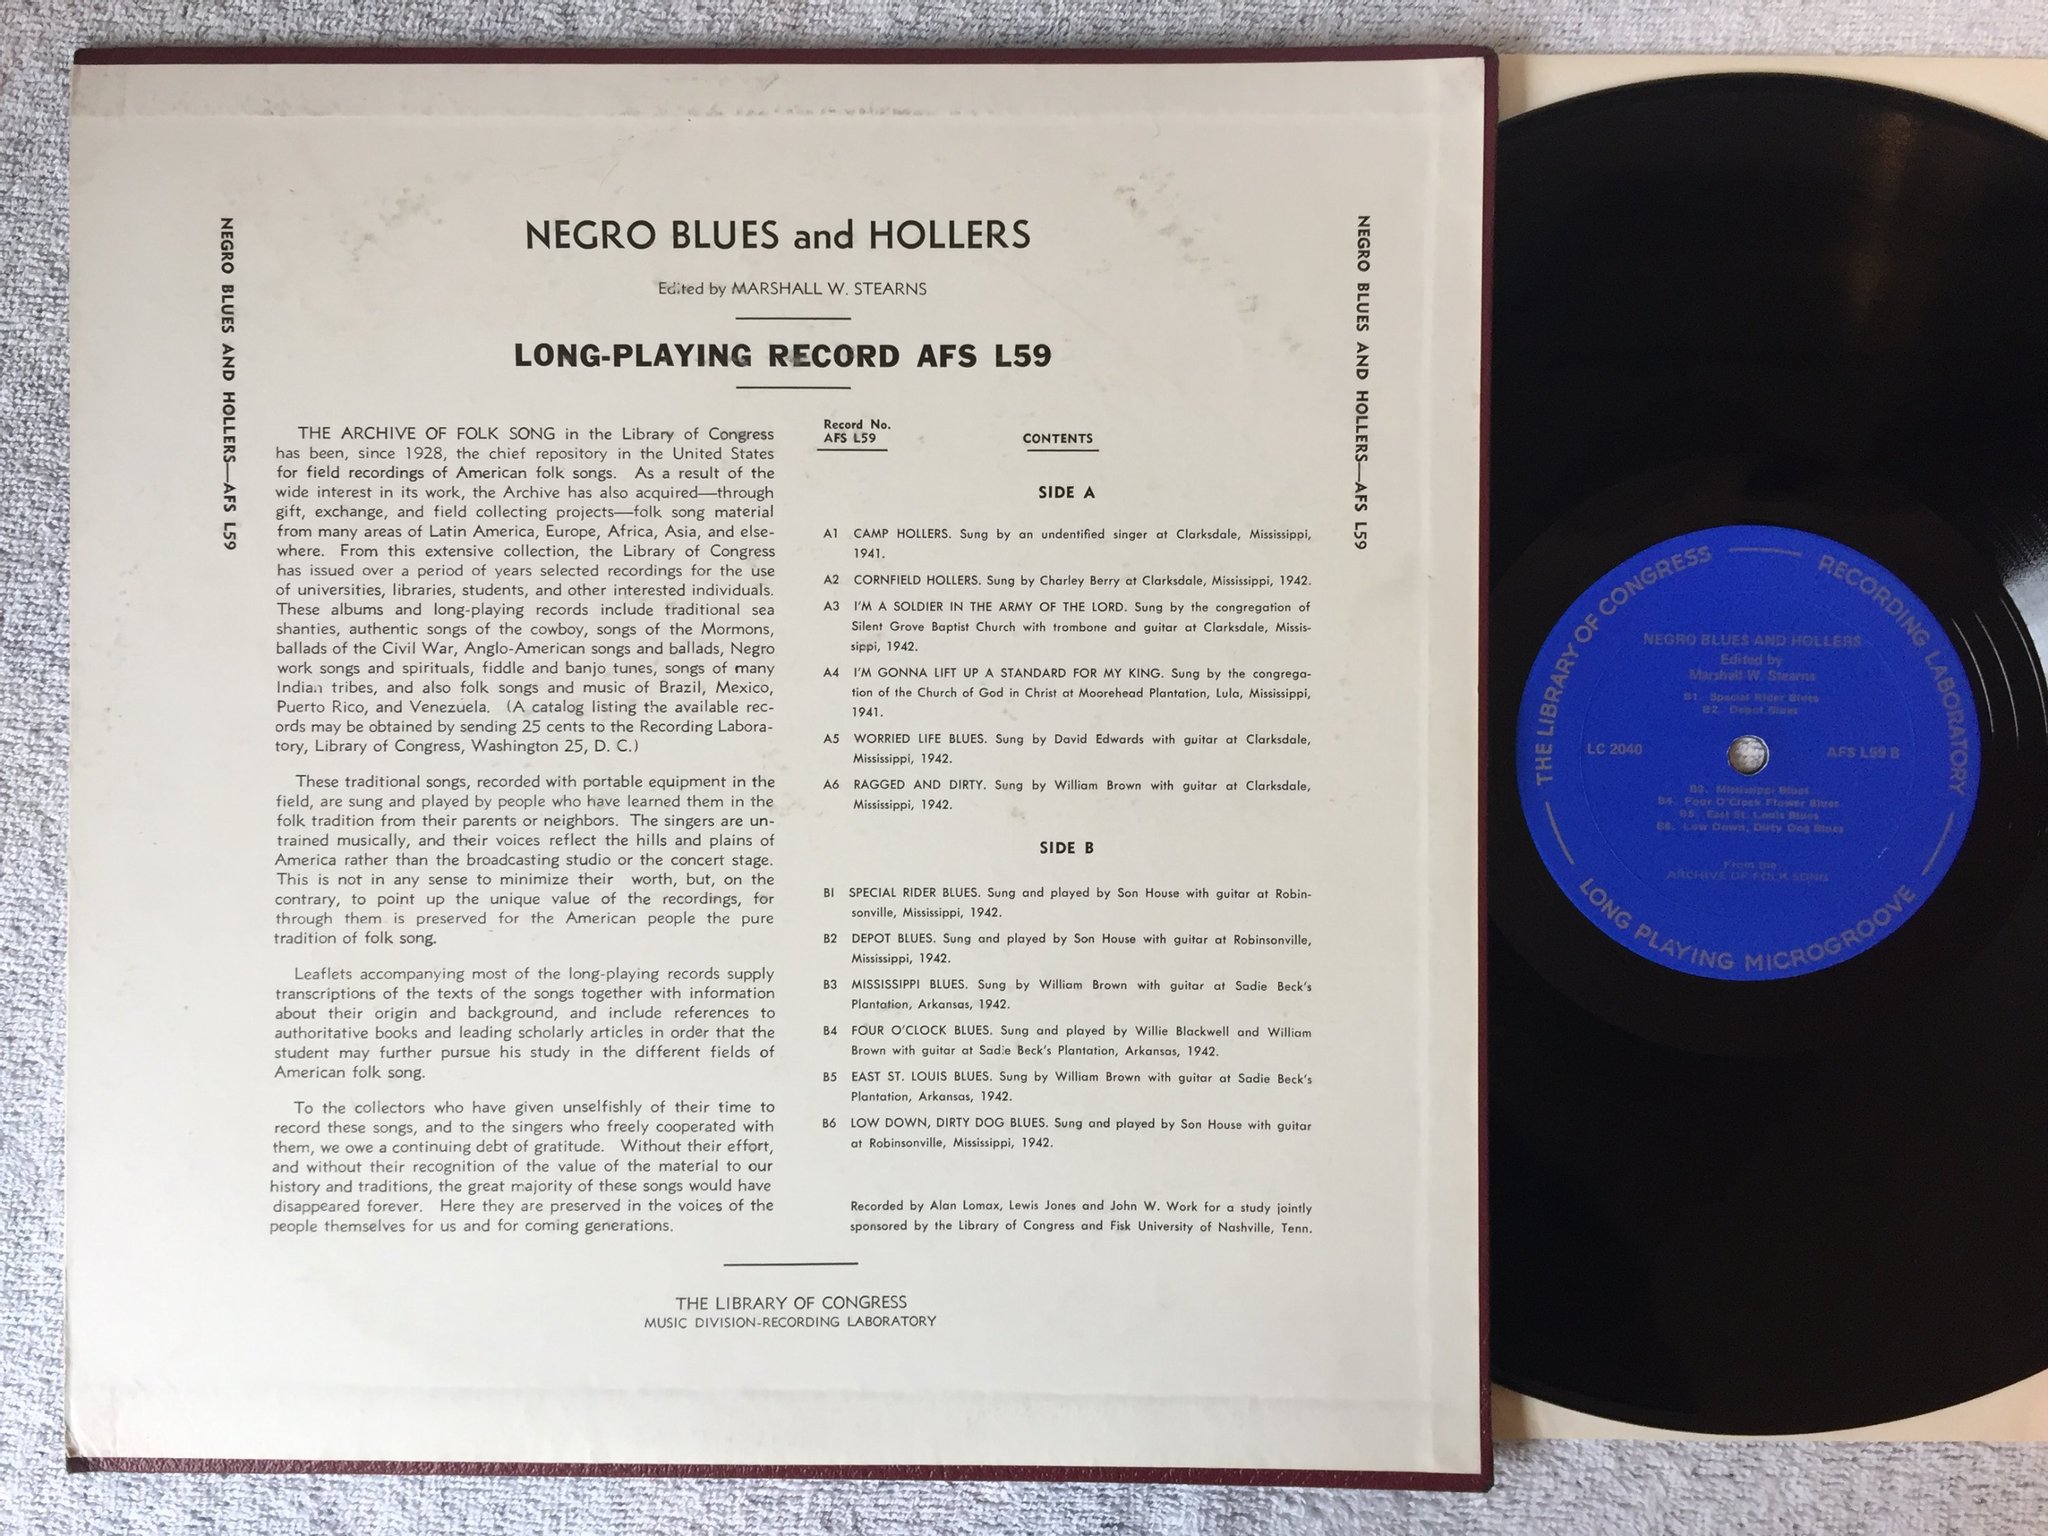 NEGRO BLUES and HOLLERS
Edited by MARSHALL W. STEARNS
LONG-PLAYING RECORD AFS L59
NEGRO BLUES AND HOLLERS—AFS L59
THE ARCHIVE OF FOLK SONG in the Library of Congress
has been, since 1928, the chief repository in the United States
for field recordings of American folk songs. As a result of the
wide interest in its work, the Archive has also acquired—through
gift, exchange, and field collecting projects—folk song material
from many areas of Latin America, Europe, Africa, Asia, and else-
where. From this extensive collection, the Library of Congress
has issued over a period of years selected recordings for the use
of universities, libraries, students, and other interested individuals.
These albums and long-playing records include traditional sea
shanties, authentic songs of the cowboy, songs of the Mormons,
ballads of the Civil War, Anglo-American songs and ballads, Negro
work songs and spirituals, fiddle and banjo tunes, songs of many
Indian tribes, and also folk songs and music of Brazil, Mexico,
Puerto Rico, and Venezuela. (A catalog listing the available rec-
ords may be obtained by sending 25 cents to the Recording Labora-
tory, Library of Congress, Washington 25, D. C.)
These traditional songs, recorded with portable equipment in the
field, are sung and played by people who have learned them in the
folk tradition from their parents or neighbors. The singers are un-
trained musically, and their voices reflect the hills and plains of
America rather than the broadcasting studio or the concert stage.
This is not in any sense to minimize their worth, but, on the
contrary, to point up the unique value of the recordings, for
through them is preserved for the American people the pure
tradition of folk song.
Leaflets accompanying most of the long-playing records supply
transcriptions of the texts of the songs together with information
about their origin and background, and include references to
authoritative books and leading scholarly articles in order that the
student may further pursue his study in the different fields of
American folk song.
To the collectors who have given unselfishly of their time to
record these songs, and to the singers who freely cooperated with
them, we owe a continuing debt of gratitude. Without their effort,
and without their recognition of the value of the material to our
history and traditions, the great majority of these songs would have
disappeared forever. Here they are preserved in the voices of the
people themselves for us and for coming generations.
Record No.
AFS L59
CONTENTS
SIDE A
A1 CAMP HOLLERS. Sung by an undentified singer at Clarksdale, Mississippi,
1941.
A2 CORNFIELD HOLLERS. Sung by Charley Berry at Clarksdale, Mississippi, 1942.
A3 I'M A SOLDIER IN THE ARMY OF THE LORD. Sung by the congregation of
Silent Grove Baptist Church with trombone and guitar at Clarksdale, Missis-
sippi, 1942.
A4 I'M GONNA LIFT UP A STANDARD FOR MY KING. Sung by the congrega-
tion of the Church of God in Christ at Moorehead Plantation, Lula, Mississippi,
1941.
A5 WORRIED LIFE BLUES. Sung by David Edwards with guitar at Clarksdale,
Mississippi, 1942.
A6 RAGGED AND DIRTY. Sung by William Brown with guitar at Clarksdale,
Mississippi, 1942.
SIDE B
B1 SPECIAL RIDER BLUES. Sung and played by Son House with guitar at Robin-
sonville, Mississippi, 1942.
B2 DEPOT BLUES. Sung and played by Son House with guitar at Robinsonville,
Mississippi, 1942.
B3 MISSISSIPPI BLUES. Sung by William Brown with guitar at Sadie Beck's
Plantation, Arkansas, 1942.
B4 FOUR O'CLOCK BLUES. Sung and played by Willie Blackwell and William
Brown with guitar at Sadie Beck's Plantation, Arkansas, 1942.
B5 EAST ST. LOUIS BLUES. Sung by William Brown with guitar at Sadie Beck's
Plantation, Arkansas, 1942.
B6 LOW DOWN, DIRTY DOG BLUES. Sung and played by Son House with guitar
at Robinsonville, Mississippi, 1942.
Recorded by Alan Lomax, Lewis Jones and John W. Work for a study jointly
sponsored by the Library of Congress and Fisk University of Nashville, Tenn.
THE LIBRARY OF CONGRESS
MUSIC DIVISION-RECORDING LABORATORY
NEGRO BLUES AND HOLLERS—AFS L59
THE LIBRARY OF CONGRESS
RECORDING LABORATORY
NEGRO BLUES AND HOLLERS
Edited by
Marshall W. Stearns
B1. Special Rider Blues
B2. Depot Blues
LC 2040
AFS L59 B
B3. Mississippi Blues
B4. Four O'Clock Flower Blues
B5. East St. Louis Blues
B6. Low Down, Dirty Dog Blues
From the
ARCHIVE OF FOLK SONG
LONG PLAYING MICROGROOVE